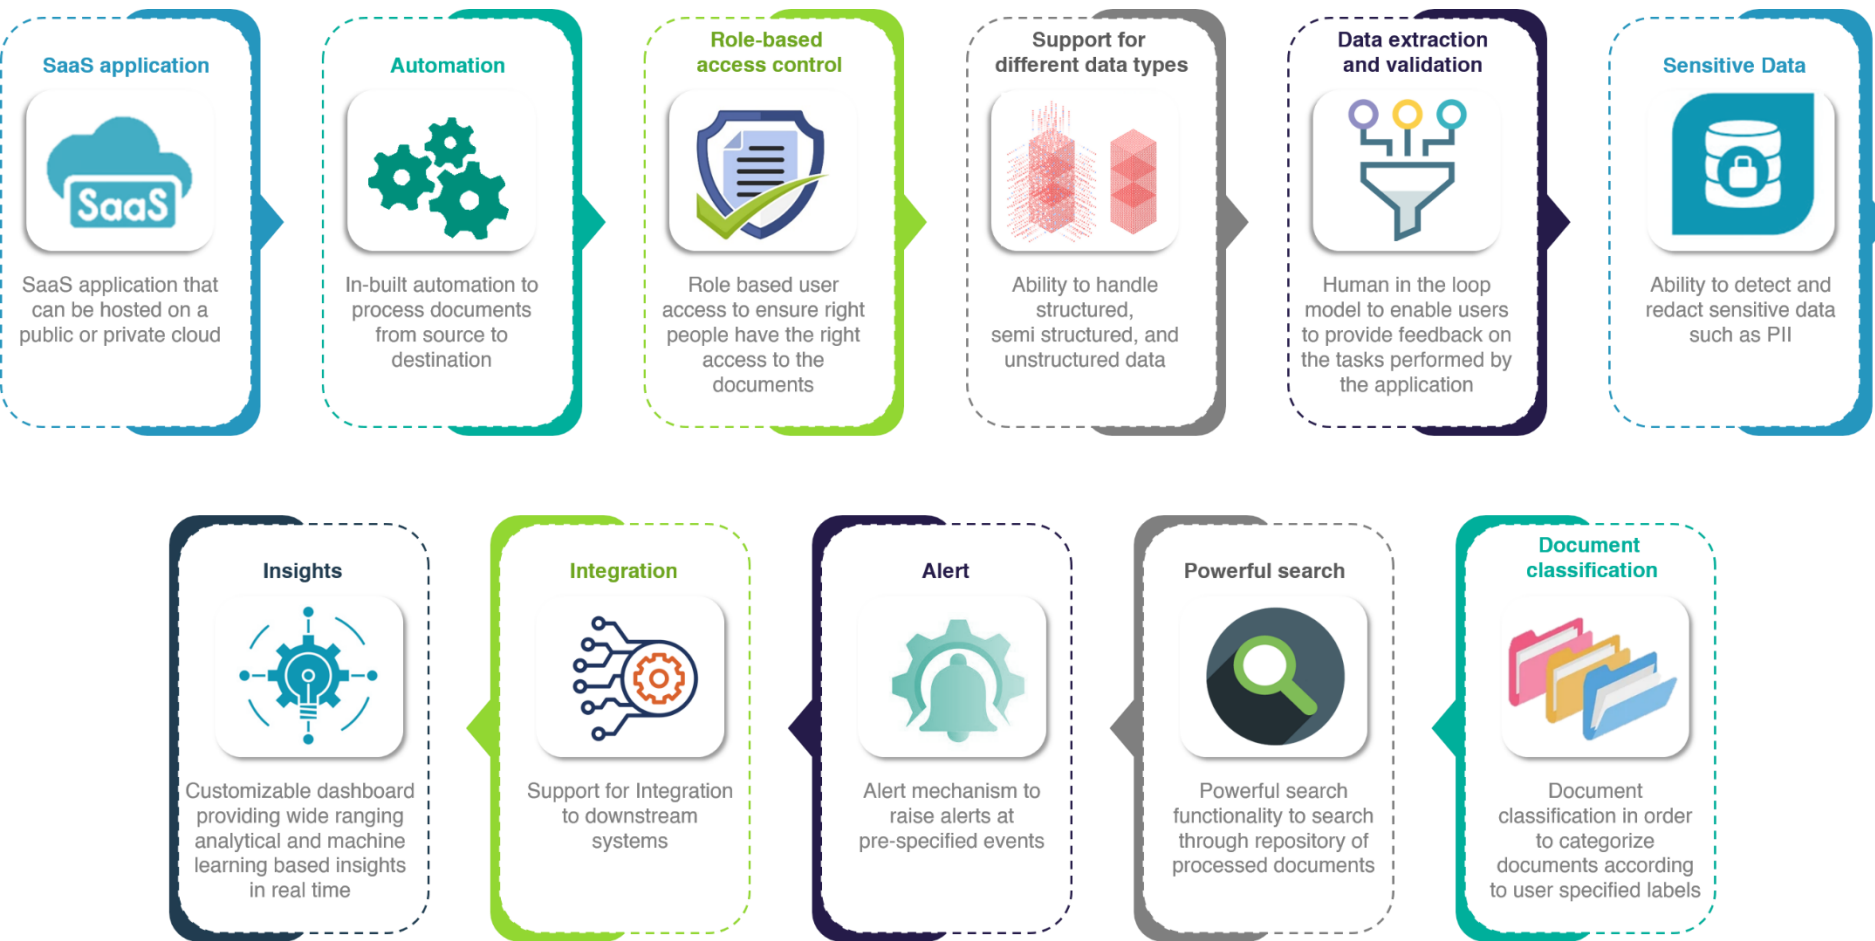 SaaS application
SaaS
SaaS application that
can be hosted on a
public or private cloud
Automation
In-built automation to
process documents
from source to
destination
Role-based
access control
Role based user
access to ensure right
people have the right
access to the
documents
Support for
different data types
Ability to handle
structured,
semi structured, and
unstructured data
Data extraction
and validation
Human in the loop
model to enable users
to provide feedback on
the tasks performed by
the application
Sensitive Data
Ability to detect and
redact sensitive data
such as PII
Insights
Customizable dashboard
providing wide ranging
analytical and machine
learning based insights
in real time
Integration
Support for Integration
to downstream
systems
Alert
Alert mechanism to
raise alerts at
pre-specified events
Powerful search
Powerful search
functionality to search
through repository of
processed documents
Document
classification
Document
classification in order
to categorize
documents according
to user specified labels